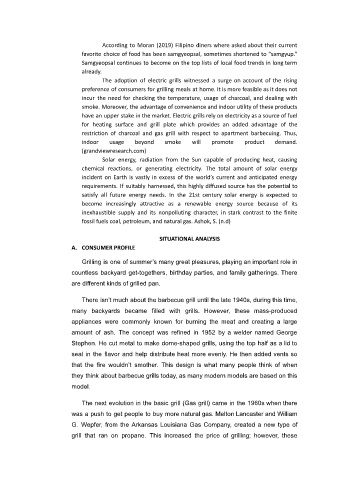 According to Moran (2019) Filipino diners where asked about their current
favorite choice of food has been samgyeopsal, sometimes shortened to "samgyup."
Samgyeopsal continues to become on the top lists of local food trends in long term
already.
The adoption of electric grills witnessed a surge on account of the rising
preference of consumers for grilling meals at home. It is more feasible as it does not
incur the need for checking the temperature, usage of charcoal, and dealing with
smoke. Moreover, the advantage of convenience and indoor utility of these products
have an upper stake in the market. Electric grills rely on electricity as a source of fuel
for heating surface and grill plate which provides an added advantage of the
restriction of charcoal and gas grill with respect to apartment barbecuing. Thus,
indoor usage beyond smoke will promote product demand.
(grandviewresearch.com)
Solar energy, radiation from the Sun capable of producing heat, causing
chemical reactions, or generating electricity. The total amount of solar energy
incident on Earth is vastly in excess of the world's current and anticipated energy
requirements. If suitably harnessed, this highly diffused source has the potential to
satisfy all future energy needs. In the 21st century solar energy is expected to
become increasingly attractive as a renewable energy source because of its
inexhaustible supply and its nonpolluting character, in stark contrast to the finite
fossil fuels coal, petroleum, and natural gas. Ashok, S. (n.d)
SITUATIONAL ANALYSIS
A. CONSUMER PROFILE
Grilling is one of summer's many great pleasures, playing an important role in
countless backyard get-togethers, birthday parties, and family gatherings. There
are different kinds of grilled pan.
There isn't much about the barbecue grill until the late 1940s, during this time,
many backyards became filled with grills. However, these mass-produced
appliances were commonly known for burning the meat and creating a large
amount of ash. The concept was refined in 1952 by a welder named George
Stephen. He cut metal to make dome-shaped grills, using the top half as a lid to
seal in the flavor and help distribute heat more evenly. He then added vents so
that the fire wouldn't smother. This design is what many people think of when
they think about barbecue grills today, as many modern models are based on this
model.
The next evolution in the basic grill (Gas grill) came in the 1960s when there
was a push to get people to buy more natural gas. Melton Lancaster and William
G. Wepfer, from the Arkansas Louisiana Gas Company, created a new type of
grill that ran on propane. This increased the price of grilling; however, these